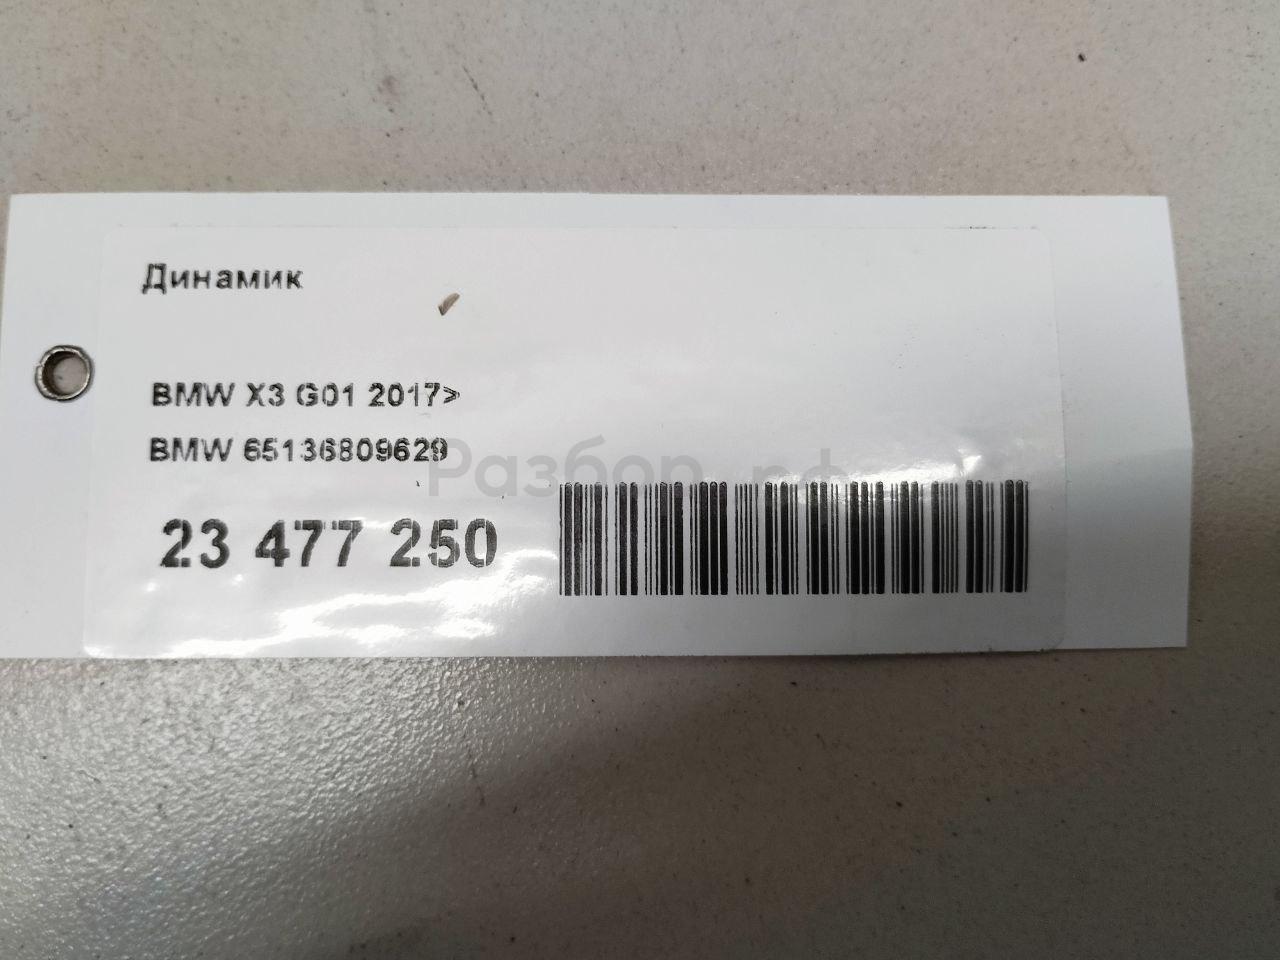 Динамик
BMW X3 G01 2017>
BMW 65136809629
Разбор.рф
23 477 250